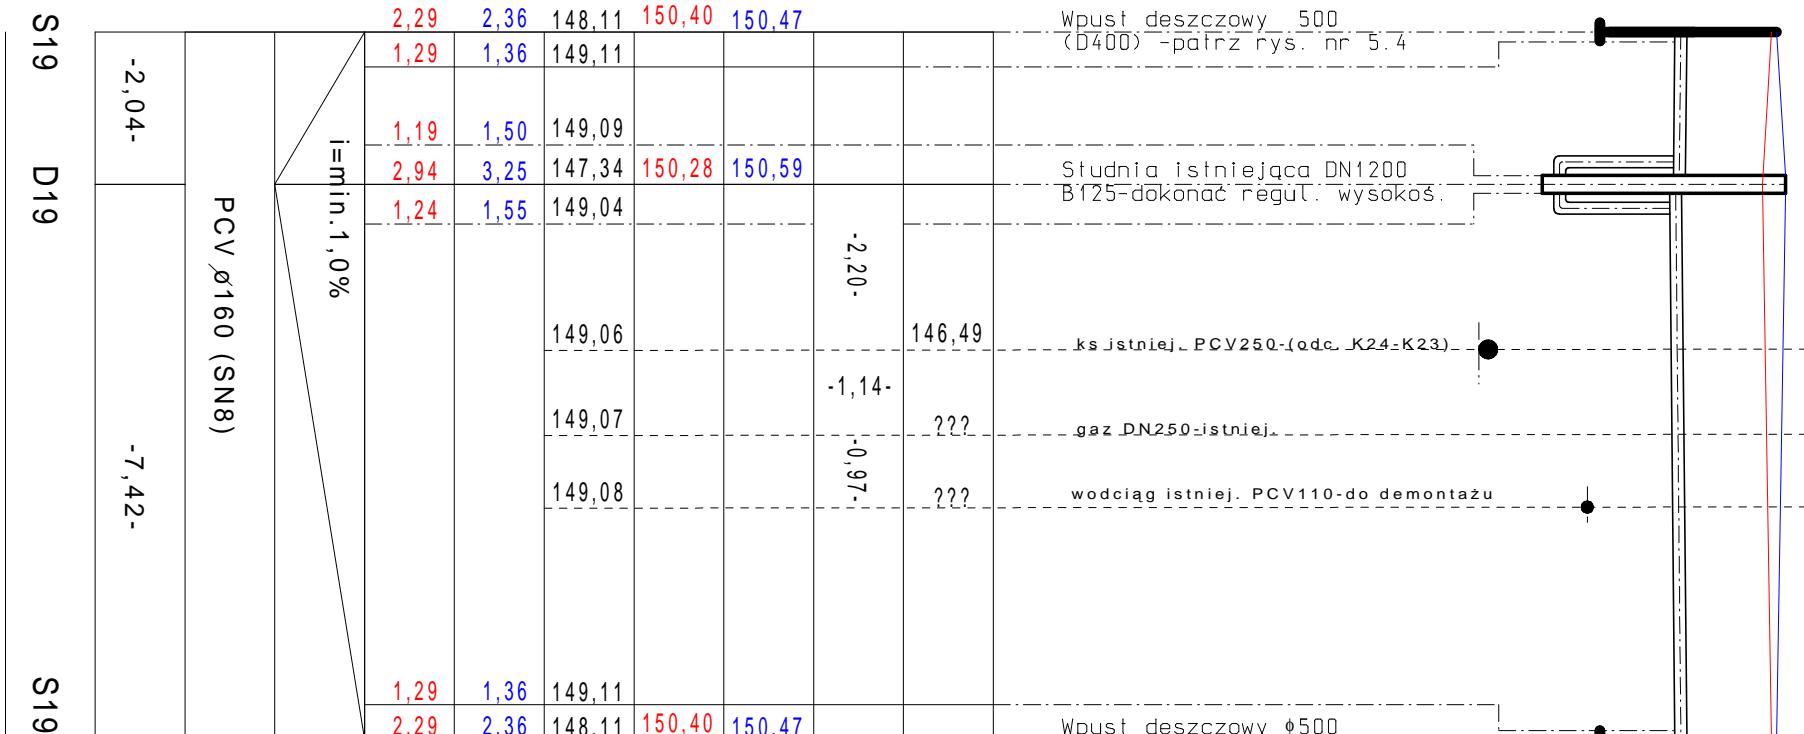 2,29 2,36 148,11 150,40 150,47 Wpust deszczowy 500
S19 1,29 1,36 149,11 (D400) -patrz rys. nr 5.4
-2,04-
1,19 1,50 149,09
i=min.1,0%
2,94 3,25 147,34 150,28 150,59 Studnia istniejąca DN1200
D19 B125-dokonać regul. wysokoś.
1,24 1,55 149,04
PCV ø160 (SN8)
-2,20-
149,06 146,49 ks istniej. PCV250-(odc. K24-K23)
-1,14-
149,07 ??? gaz DN250-istniej.
-7,42- -0,97-
149,08 ??? wodciąg istniej. PCV110-do demontażu
S19 1,29 1,36 149,11
2,29 2,36 148,11 150,40 150,47 Wpust deszczowy ϕ500